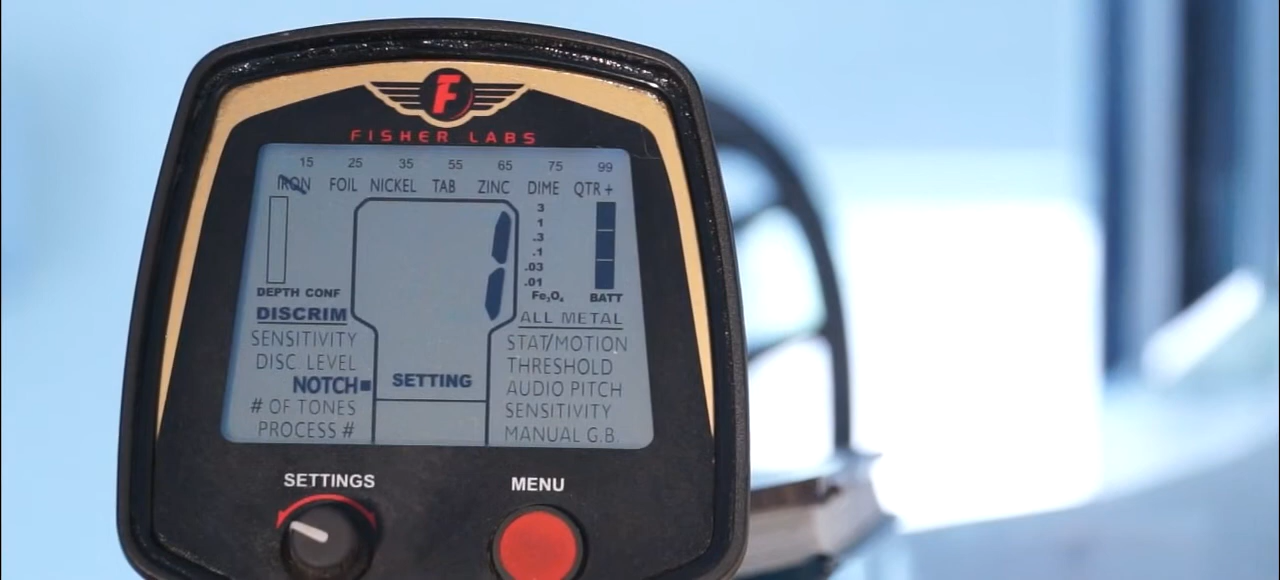 F
FISHER LABS
15 25 35 55 65 75 99
IRON FOIL NICKEL TAB ZINC DIME QTR +
3
1
.3
.1
.03
.01
Fe₃O₄
BATT
DEPTH CONF
1
DISCRIM
SENSITIVITY
DISC. LEVEL
NOTCH
# OF TONES
PROCESS #
SETTING
ALL METAL
STAT/MOTION
THRESHOLD
AUDIO PITCH
SENSITIVITY
MANUAL G.B.
SETTINGS
MENU